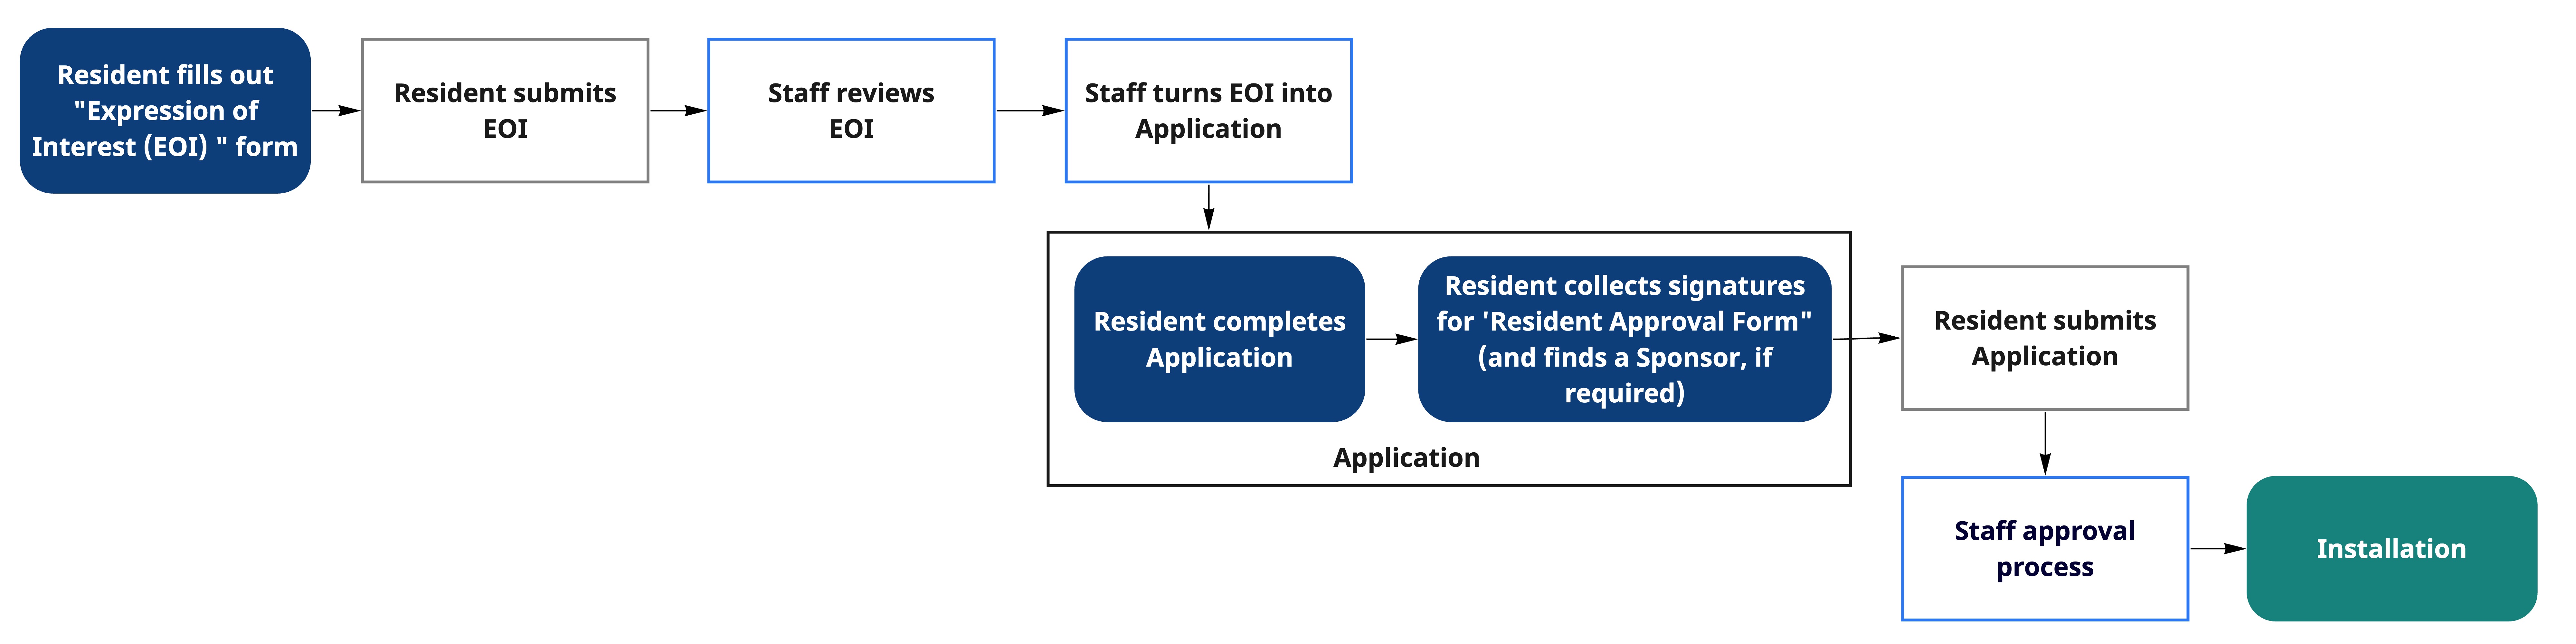 Resident fills out
"Expression of
Interest (EOI) " form
Resident submits
EOI
Staff reviews
EOI
Staff turns EOI into
Application
Resident completes
Application
Resident collects signatures
for 'Resident Approval Form"
(and finds a Sponsor, if
required)
Application
Resident submits
Application
Staff approval
process
Installation